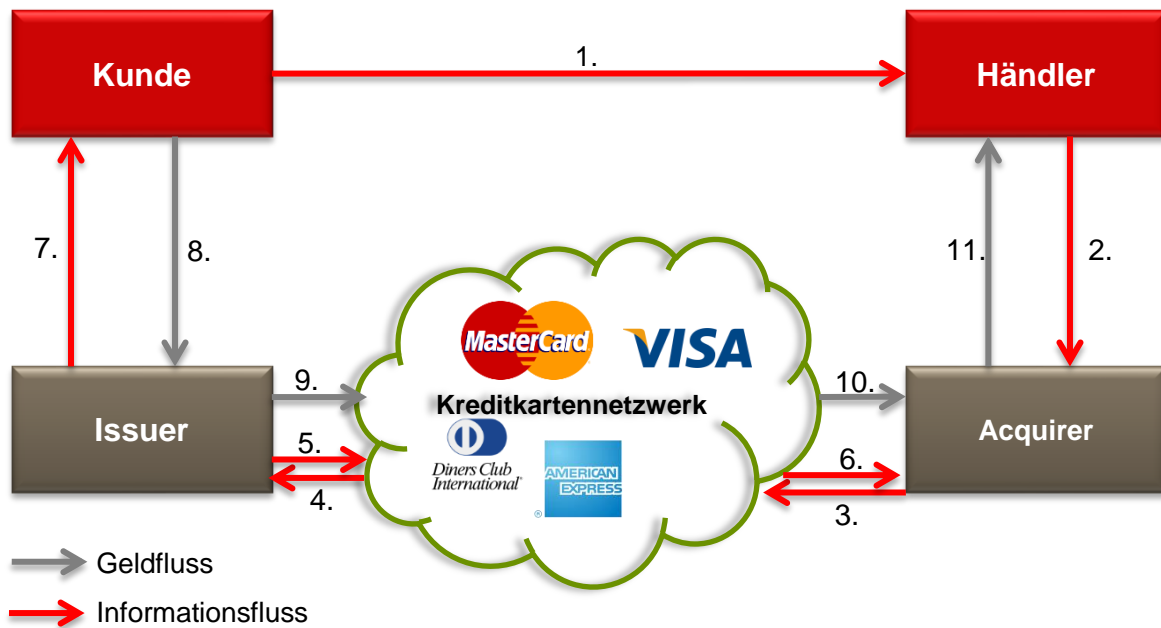 1.
Kunde
Händler
7.
8.
11.
2.
MasterCard
VISA
9.
10.
Kreditkartennetzwerk
Issuer
Acquirer
5.
6.
Diners Club
International
AMERICAN
EXPRESS
®
4.
3.
Geldfluss
Informationsfluss